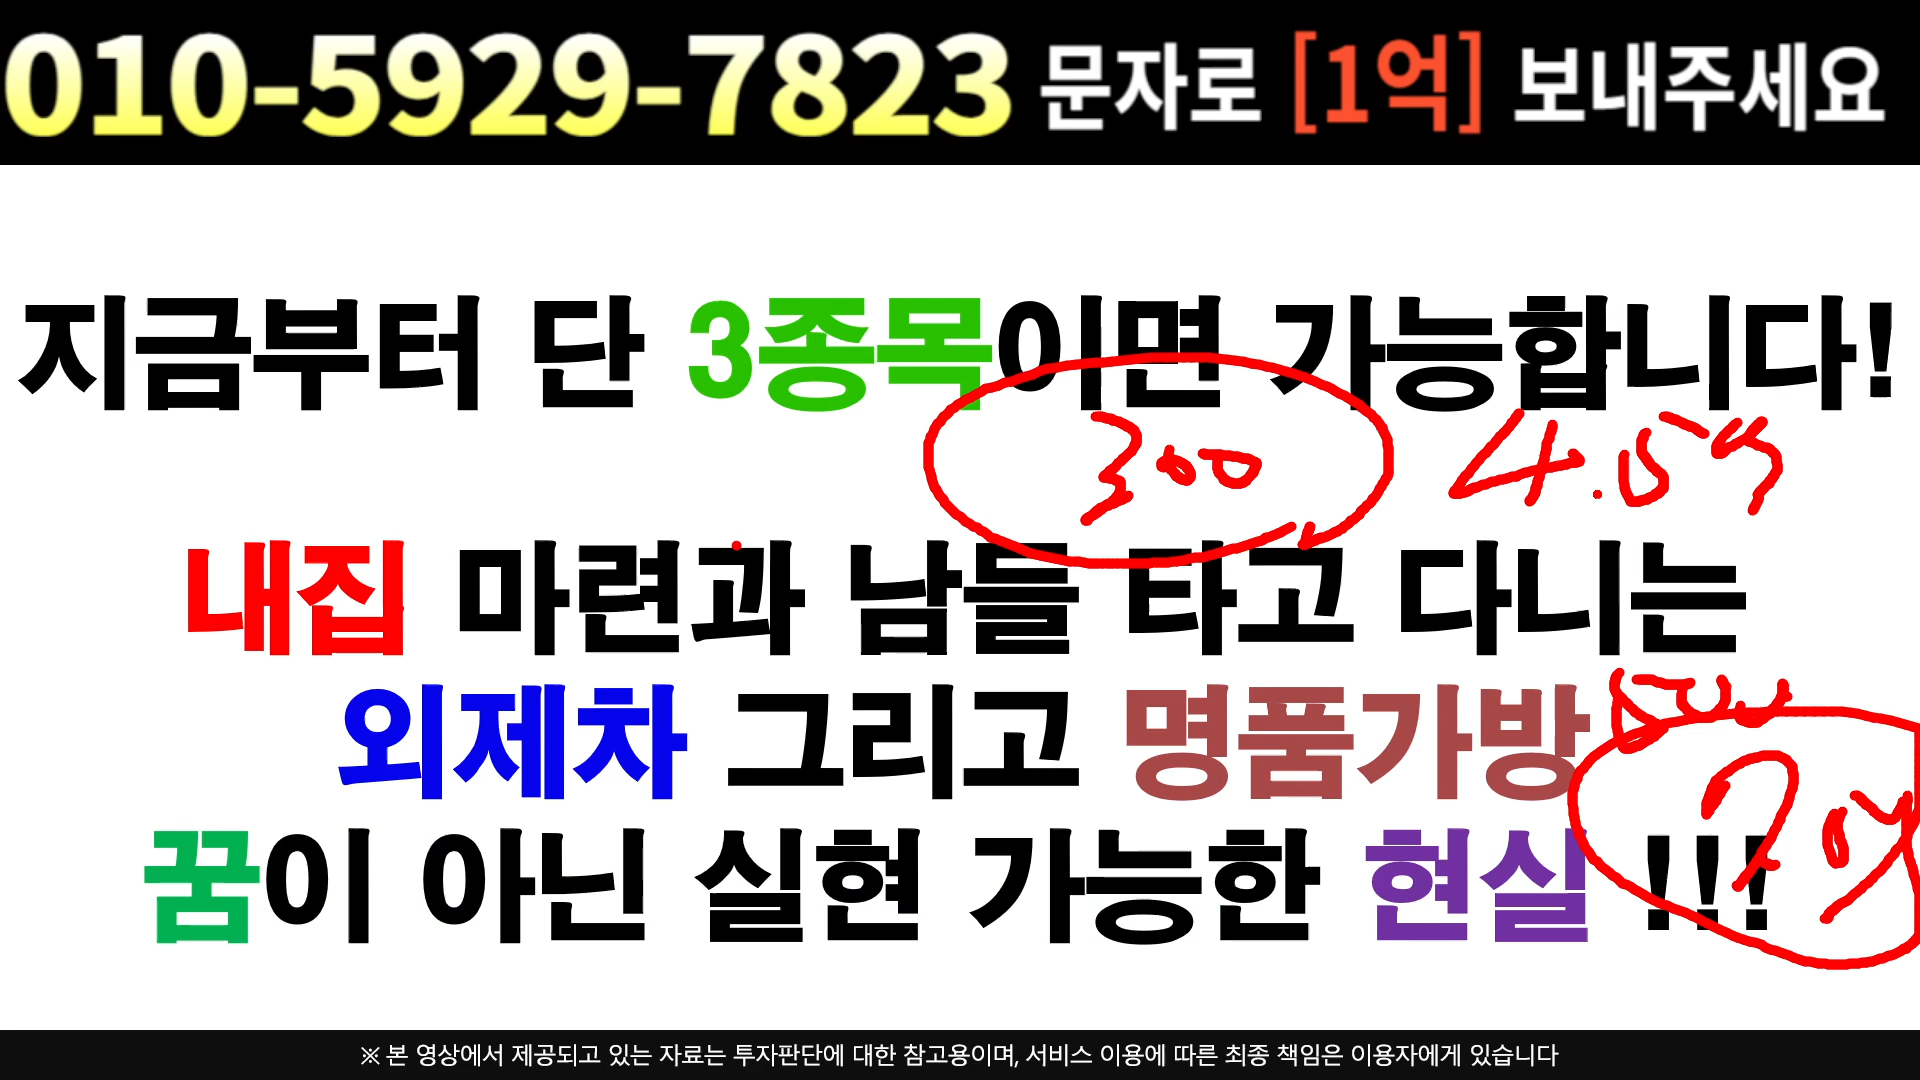 010-5929-7823 문자로 [1억] 보내주세요
지금부터 단 3종목이면 가능합니다!
300
4.5억
내집 마련과 남들 타고 다니는
외제차 그리고 명품가방
500
꿈이 아닌 실현 가능한 현실 !!!
※ 본 영상에서 제공되고 있는 자료는 투자판단에 대한 참고용이며, 서비스 이용에 따른 최종 책임은 이용자에게 있습니다